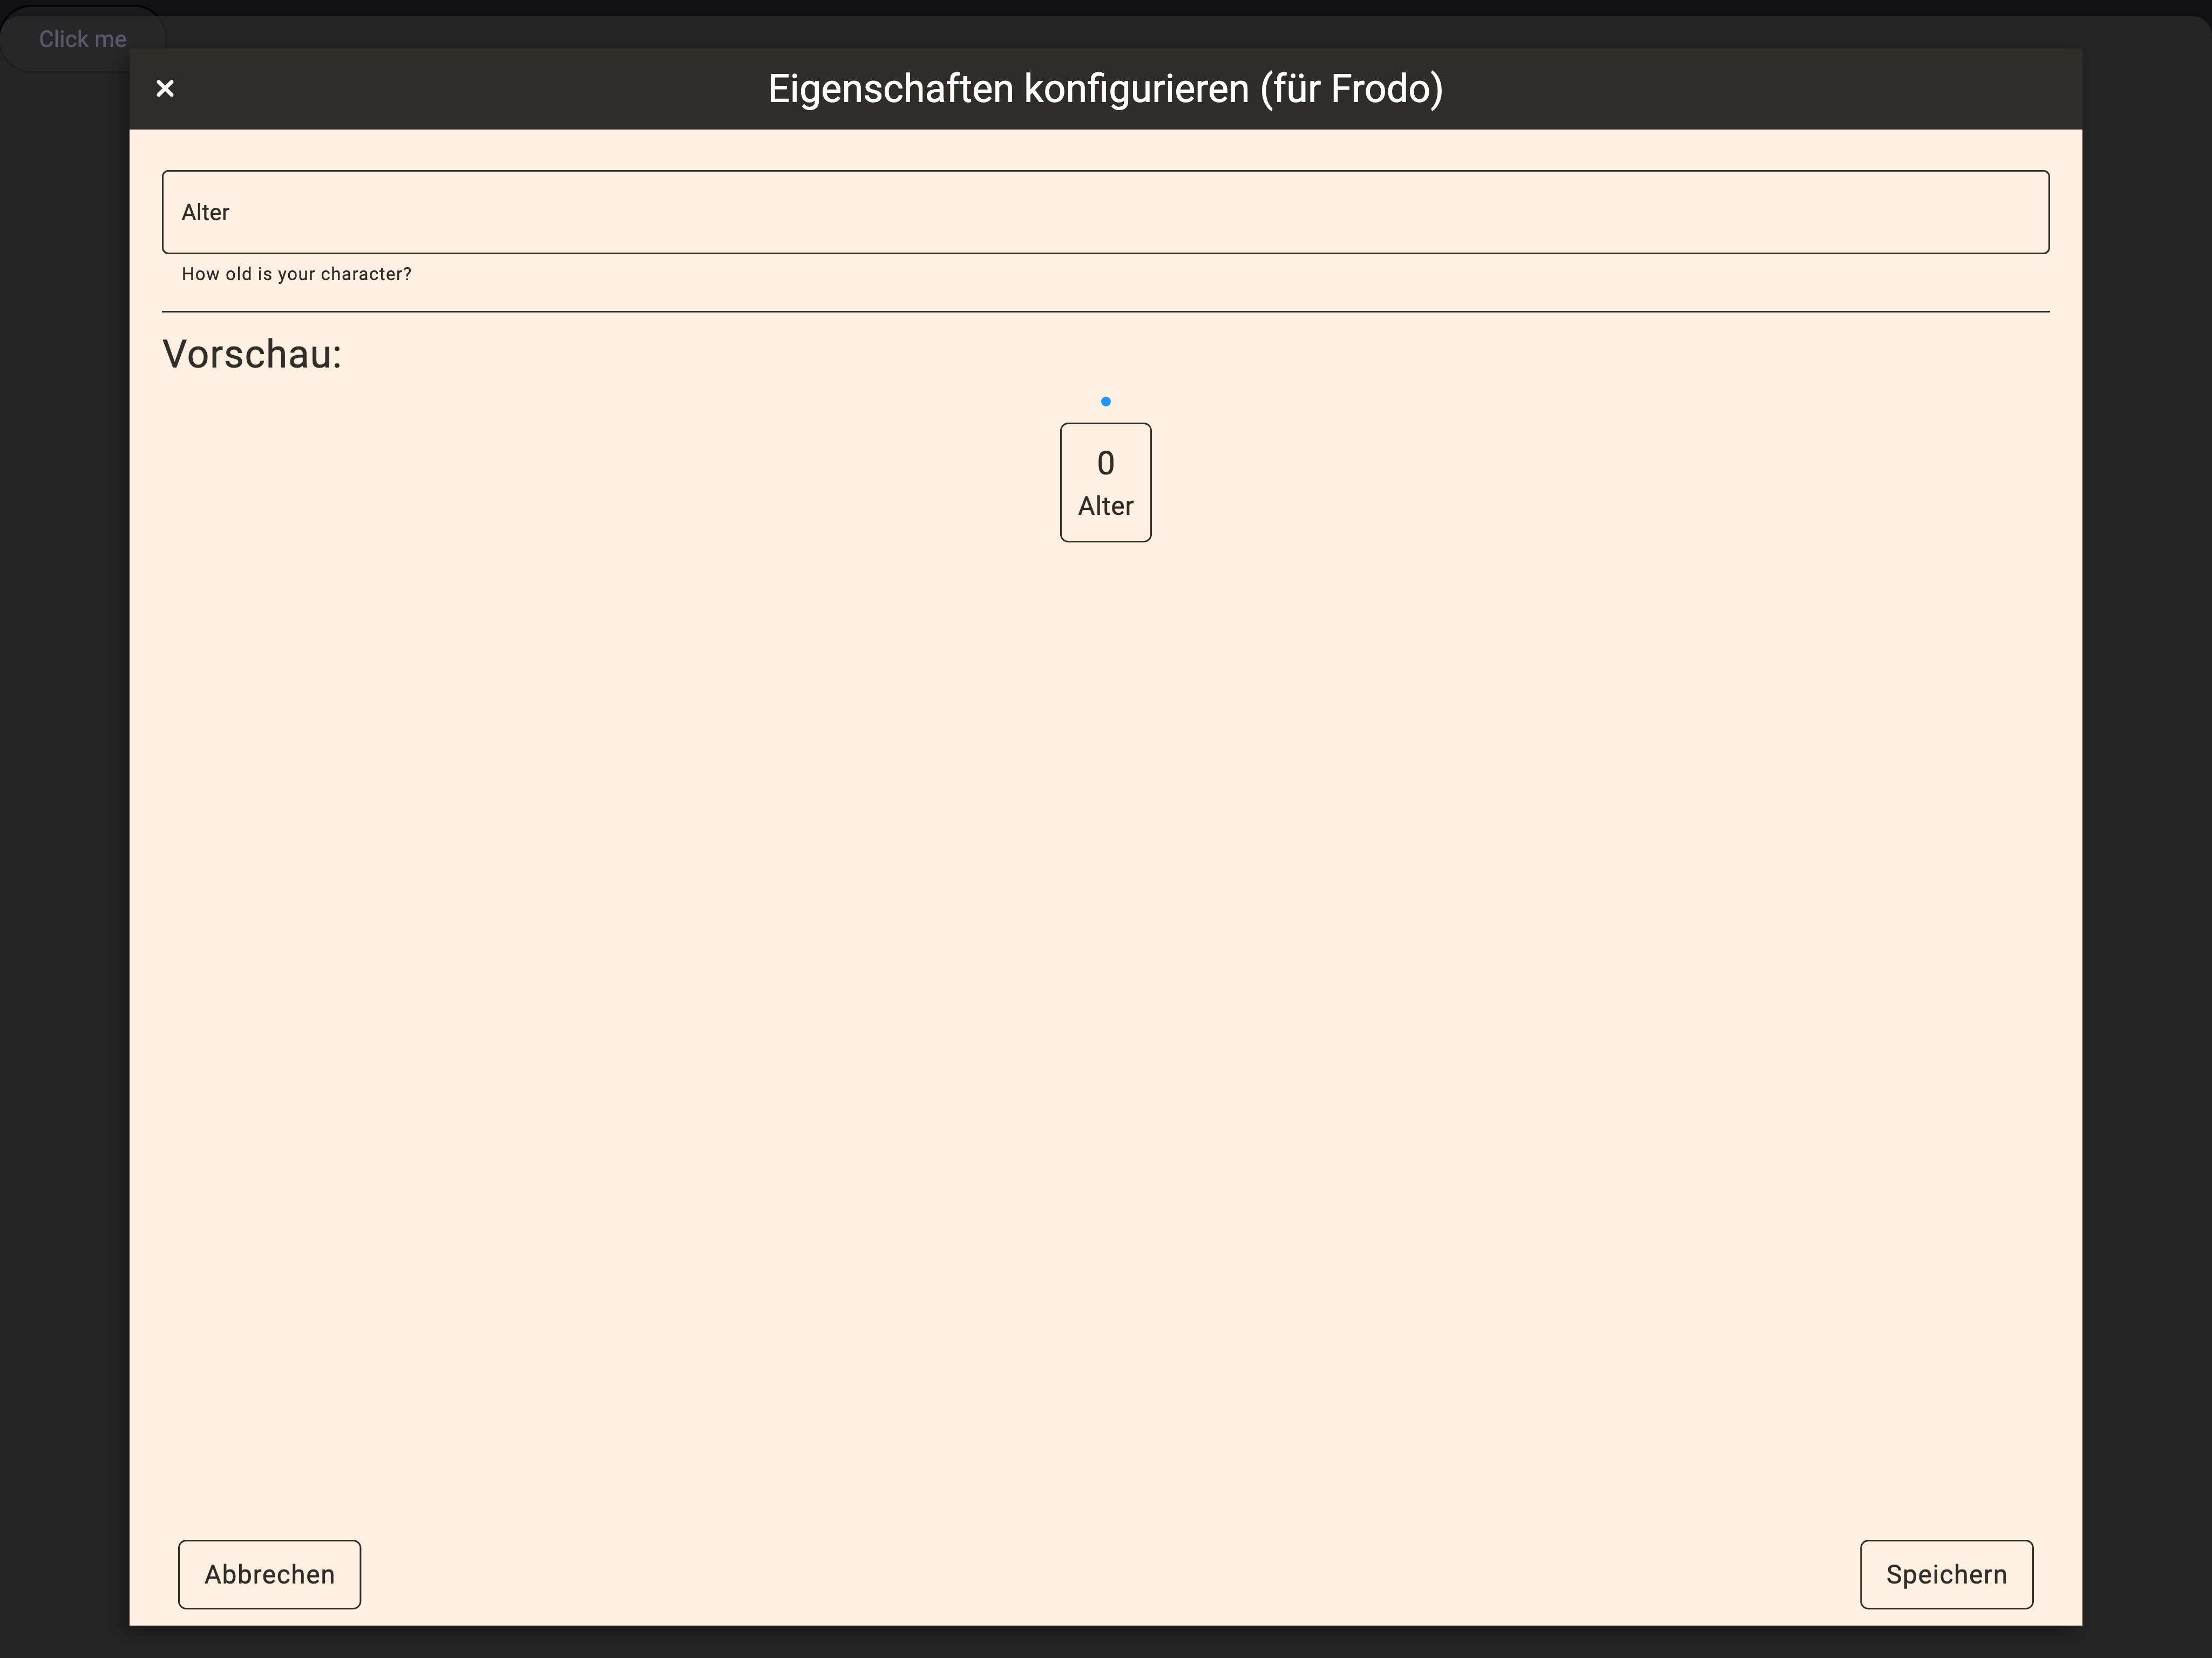 Click me
Eigenschaften konfigurieren (für Frodo)
Alter
How old is your character?
Vorschau:
0
Alter
Abbrechen
Speichern